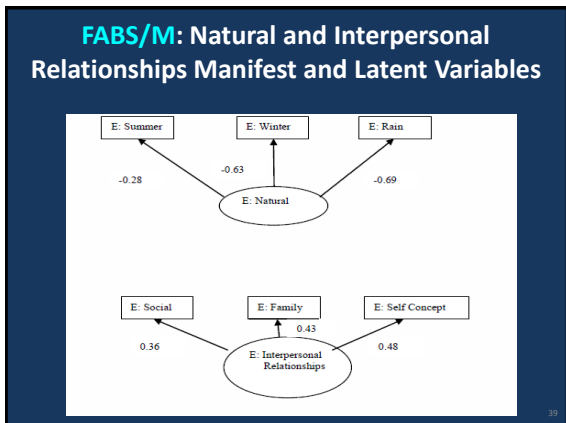 FABS/M: Natural and Interpersonal
Relationships Manifest and Latent Variables
E: Summer
E: Winter
E: Rain
-0.28
-0.63
-0.69
E: Natural
E: Social
E: Family
E: Self Concept
0.36
0.43
0.48
E: Interpersonal
Relationships
39